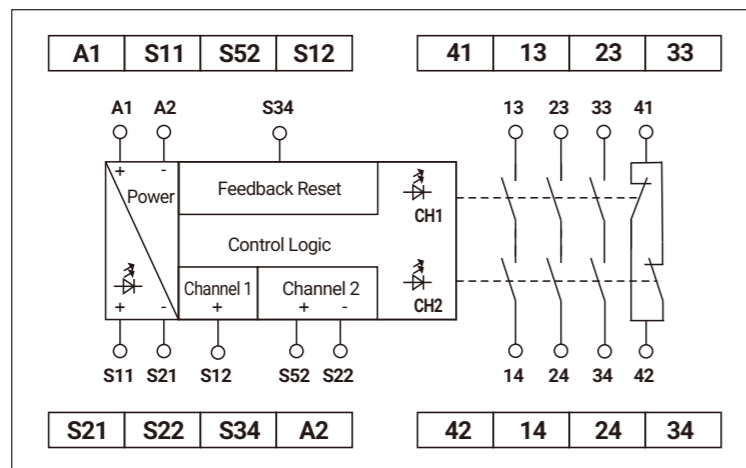 A1 S11 S52 S12 41 13 23 33
A1 A2 S34 13 23 33 41
+ - Power Feedback Reset
CH1
Control Logic
Channel 1 Channel 2
+ - + + - CH2
S11 S21 S12 S52 S22 14 24 34 42
S21 S22 S34 A2 42 14 24 34